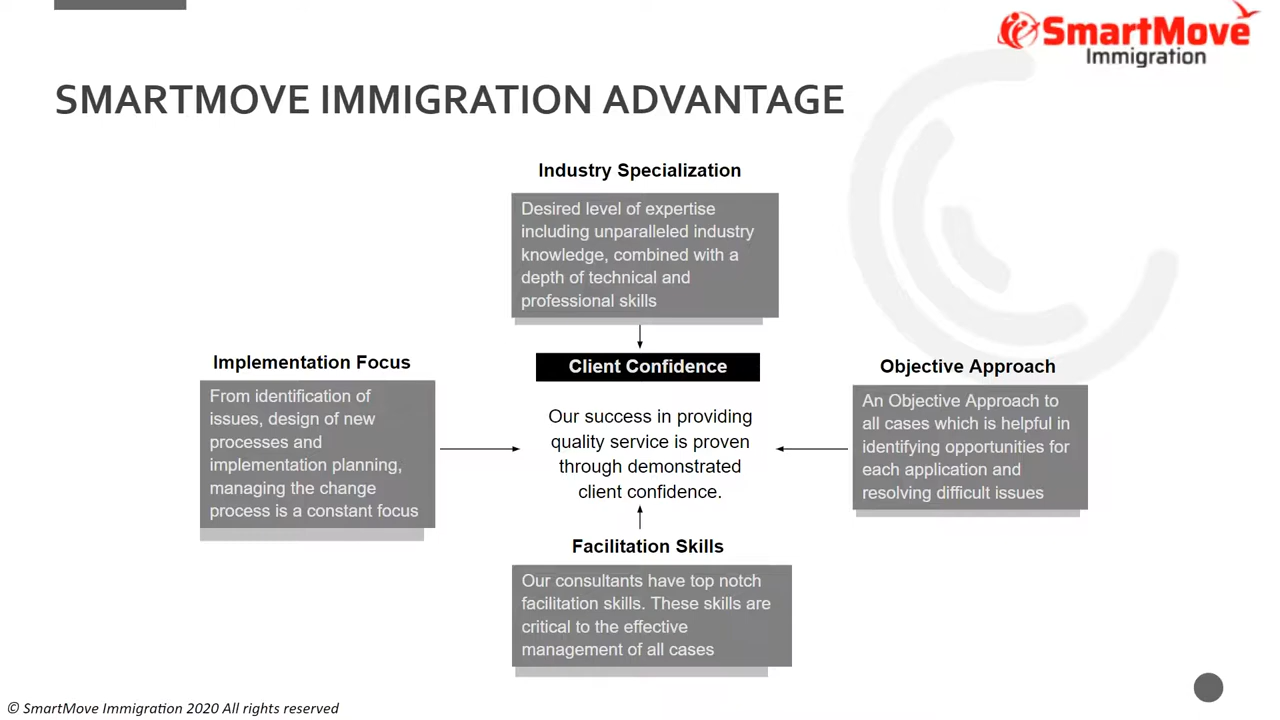 SmartMove
Immigration
SMARTMOVE IMMIGRATION ADVANTAGE
Industry Specialization
Desired level of expertise
including unparalleled industry
knowledge, combined with a
depth of technical and
professional skills
Implementation Focus
From identification of
issues, design of new
processes and
implementation planning,
managing the change
process is a constant focus
Client Confidence
Our success in providing
quality service is proven
through demonstrated
client confidence.
Objective Approach
An Objective Approach to
all cases which is helpful in
identifying opportunities for
each application and
resolving difficult issues
Facilitation Skills
Our consultants have top notch
facilitation skills. These skills are
critical to the effective
management of all cases
© SmartMove Immigration 2020 All rights reserved